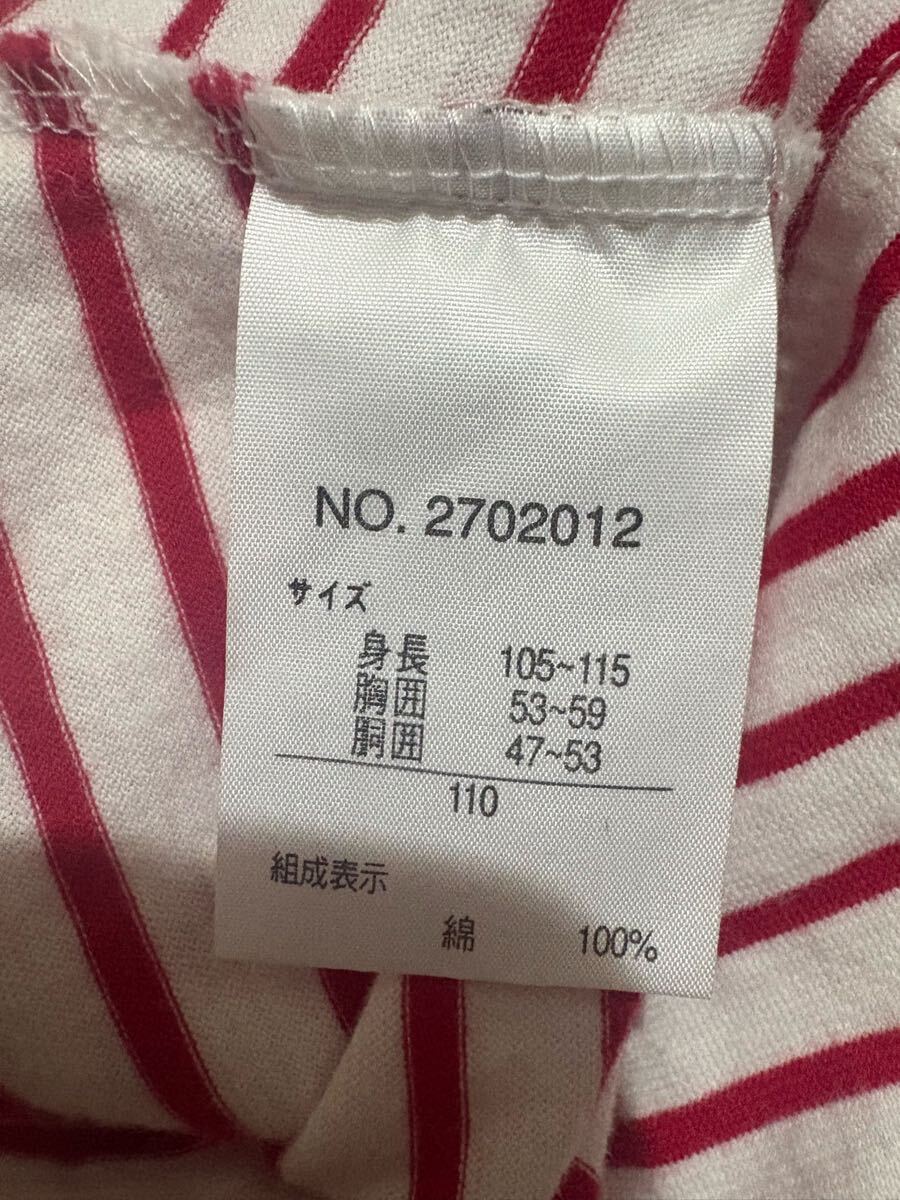 NO. 2702012
サイズ
身長 105~115
胸囲 53~59
胴囲 47~53
110
組成表示
綿 100%